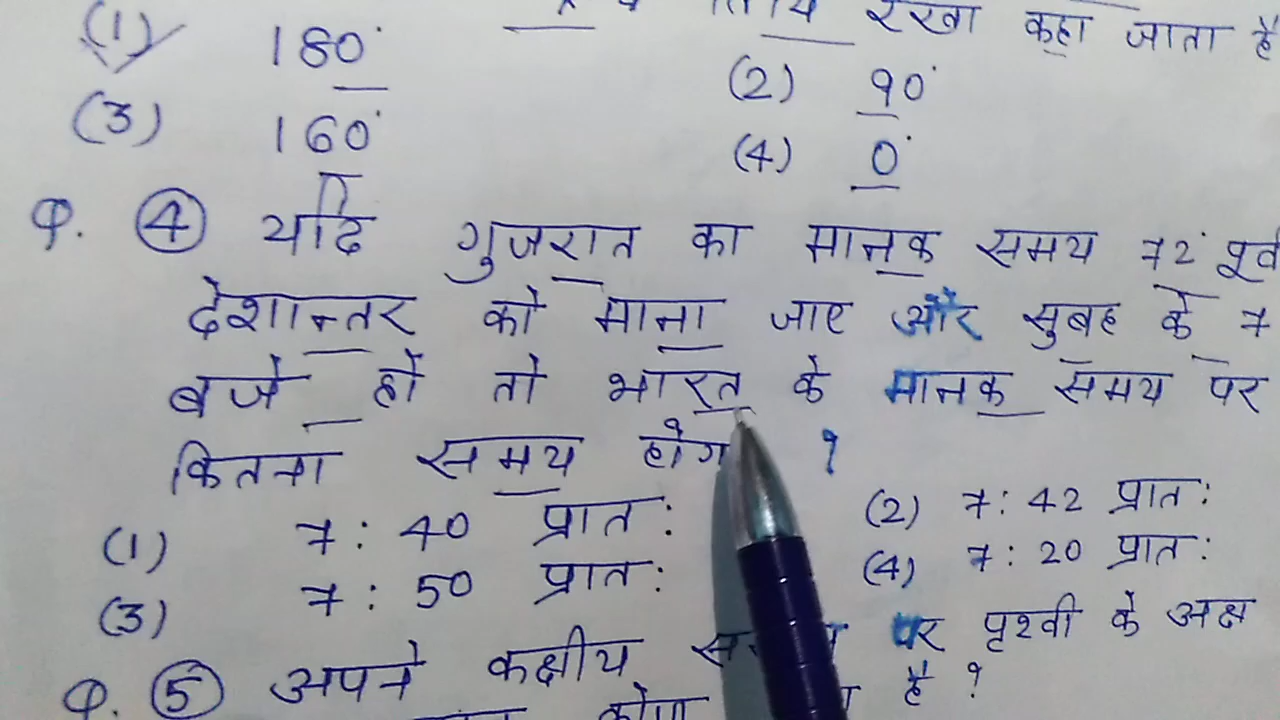 रेखा कहा जाता है
(1) 180° (2) 90°
(3) 160° (4) 0°
Q. ④ यदि गुजरात का मानक समय 72° पूर्व
देशान्तर को माना जाए और सुबह के 7
बजे हो तो भारत के मानक समय पर
कितना समय होगा ?
(1) 7:40 प्रात: (2) 7:42 प्रात:
(3) 7:50 प्रात: (4) 7:20 प्रात:
Q. ⑤ अपने कक्षीय पर पृथ्वी के अक्ष
कोण है ?